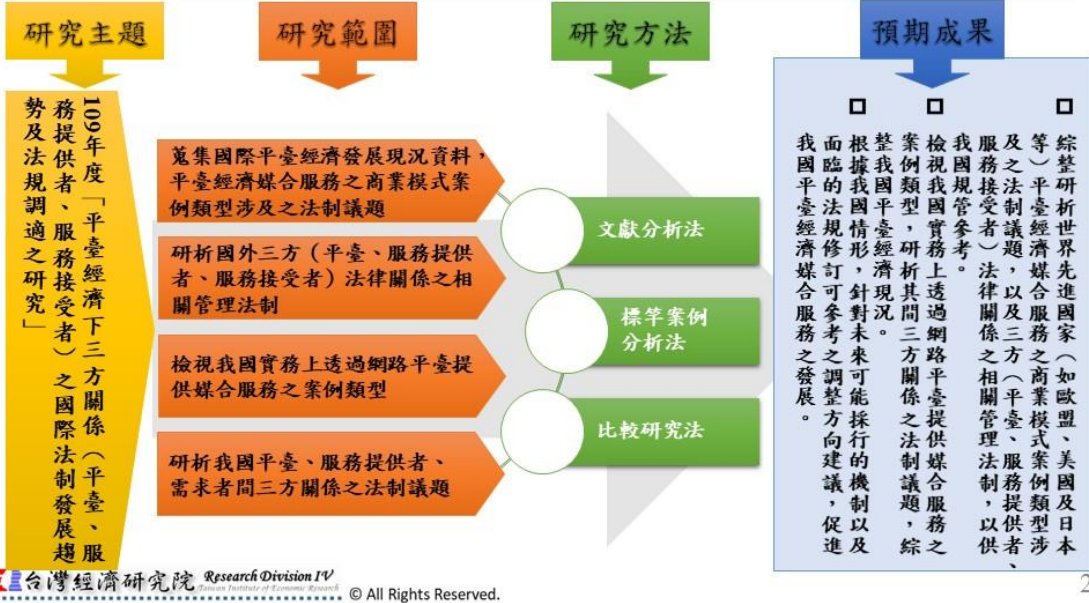 研究主題
研究範圍
研究方法
預期成果
109年度「平臺經濟下三方關係（平臺、服
務提供者、服務接受者）之國際法制發展趨
勢及法規調適之研究」
蒐集國際平臺經濟發展現況資料，
平臺經濟媒合服務之商業模式案
例類型涉及之法制議題
研析國外三方（平臺、服務提供
者、服務接受者）法律關係之相
關管理法制
檢視我國實務上透過網路平臺提
供媒合服務之案例類型
研析我國平臺、服務提供者、
需求者間三方關係之法制議題
文獻分析法
標竿案例
分析法
比較研究法
綜整研析世界先進國家（如歐盟、美國及日本
等）平臺經濟媒合服務之商業模式案例類型涉
及之法制議題，以及三方（平臺、服務提供者、
服務接受者）法律關係之相關管理法制，以供
我國規管參考。
檢視我國實務上透過網路平臺提供媒合服務之
案例類型，研析其間三方關係之法制議題，綜
整我國平臺經濟現況。
根據我國情形，針對未來可能採行的機制以及
面臨的法規修訂可參考之調整方向建議，促進
我國平臺經濟媒合服務之發展。
台灣經濟研究院 Research Division IV
Taiwan Institute of Economic Research
© All Rights Reserved.
2